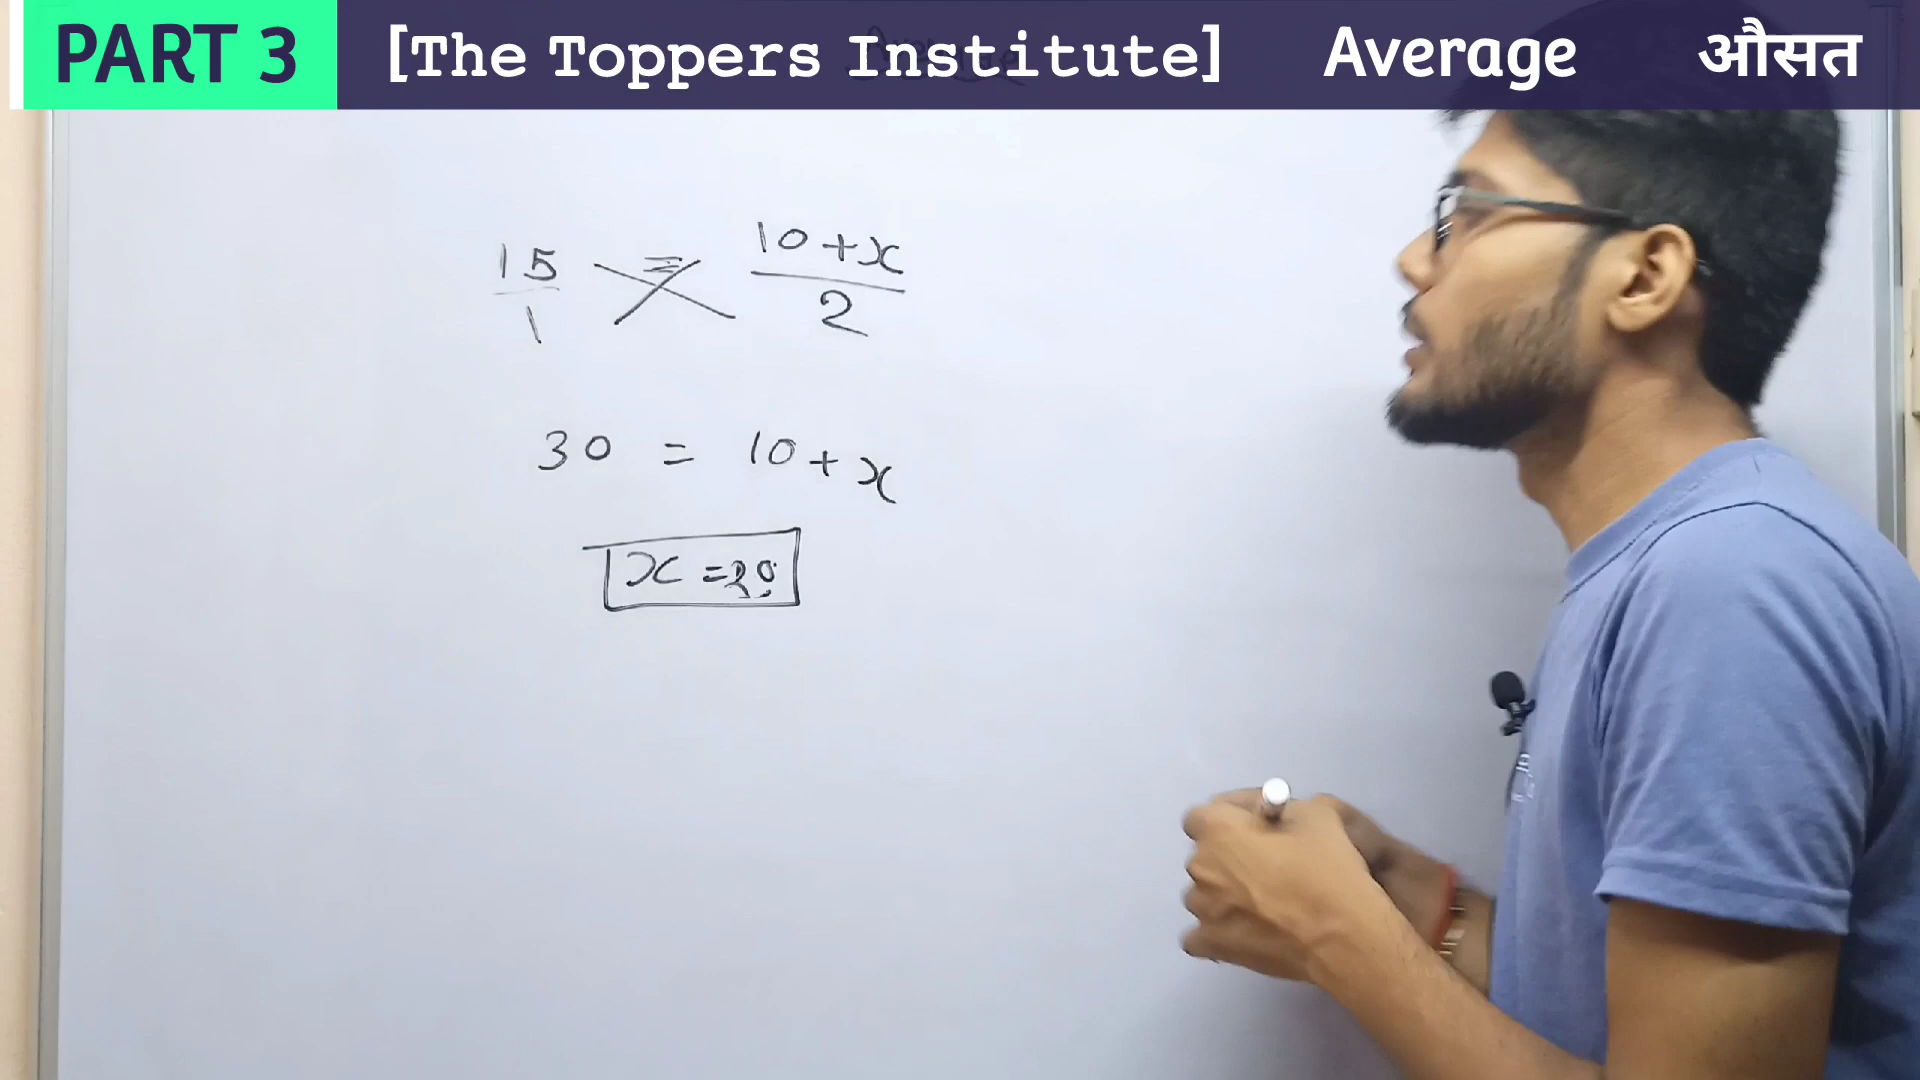 PART 3 [The Toppers Institute] Average औसत
15/1 = (10+x)/2
30 = 10+x
x =20